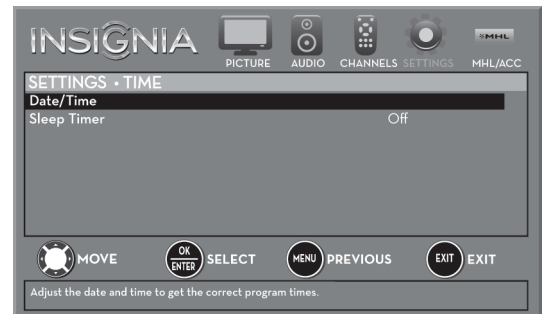 INSIGNIA
MHL
PICTURE AUDIO CHANNELS SETTINGS MHL/ACC
SETTINGS • TIME
Date/Time
Sleep Timer Off
MOVE OK ENTER SELECT MENU PREVIOUS EXIT EXIT
Adjust the date and time to get the correct program times.